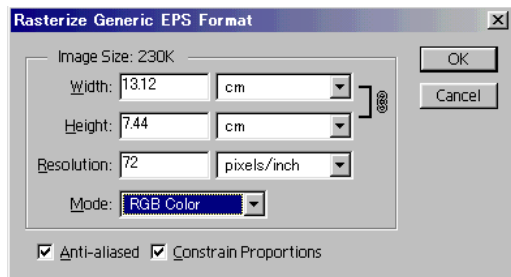 Rasterize Generic EPS Format
Image Size: 230K
OK
Width: 13.12 cm
Cancel
Height: 7.44 cm
Resolution: 72 pixels/inch
Mode: RGB Color
Anti-aliased Constrain Proportions